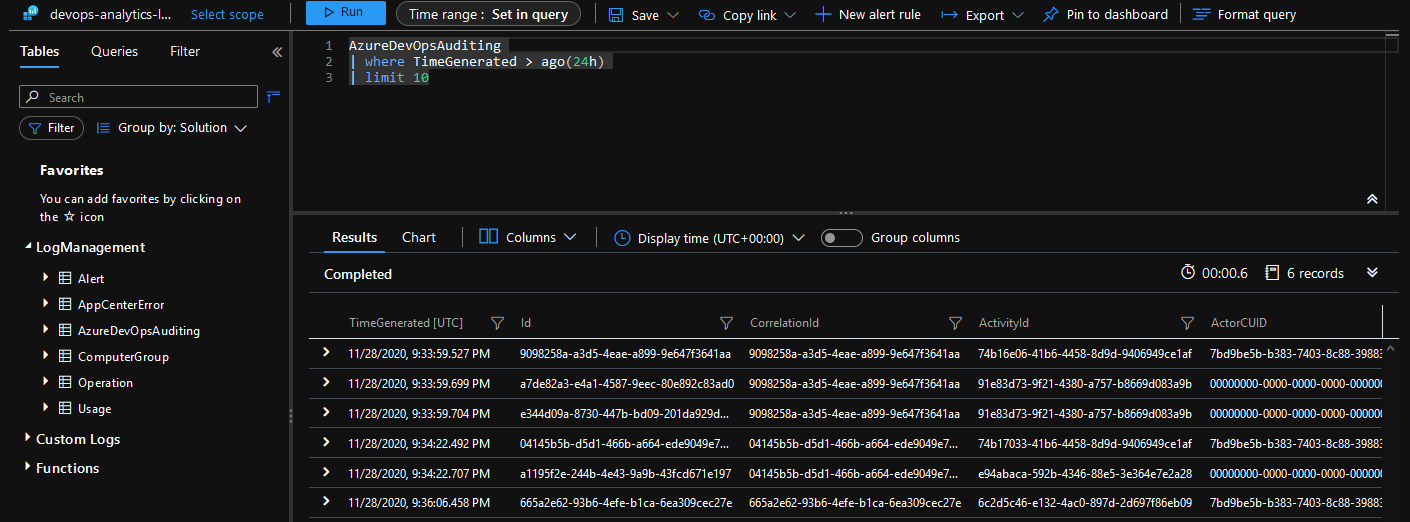 devops-analytics-l... Select scope Run Time range : Set in query Save Copy link New alert rule Export Pin to dashboard Format query
Tables Queries Filter
Search
Filter Group by: Solution
Favorites
You can add favorites by clicking on
the ☆ icon
LogManagement
Alert
AppCenterError
AzureDevOpsAuditing
ComputerGroup
Operation
Usage
Custom Logs
Functions
1 AzureDevOpsAuditing
2 | where TimeGenerated > ago(24h)
3 | limit 10
Results Chart Columns Display time (UTC+00:00) Group columns
Completed 00:00.6 6 records
TimeGenerated [UTC] Id CorrelationId ActivityId ActorCUID
11/28/2020, 9:33:59.527 PM 9098258a-a3d5-4eae-a899-9e647f3641aa 9098258a-a3d5-4eae-a899-9e647f3641aa 74b16e06-41b6-4458-8d9d-9406949ce1af 7bd9be5b-b383-7403-8c88-39883
11/28/2020, 9:33:59.699 PM a7de82a3-e4a1-4587-9eec-80e892c83ad0 9098258a-a3d5-4eae-a899-9e647f3641aa 91e83d73-9f21-4380-a757-b8669d083a9b 00000000-0000-0000-0000-000000
11/28/2020, 9:33:59.704 PM e344d09a-8730-447b-bd09-201da929d... 9098258a-a3d5-4eae-a899-9e647f3641aa 91e83d73-9f21-4380-a757-b8669d083a9b 00000000-0000-0000-0000-000000
11/28/2020, 9:34:22.492 PM 04145b5b-d5d1-466b-a664-ede9049e7... 04145b5b-d5d1-466b-a664-ede9049e7... 74b17033-41b6-4458-8d9d-9406949ce1af 7bd9be5b-b383-7403-8c88-39883
11/28/2020, 9:34:22.707 PM a1195f2e-244b-4e43-9a9b-43fcd671e197 04145b5b-d5d1-466b-a664-ede9049e7... e94abaca-592b-4346-88e5-3e364e7e2a28 00000000-0000-0000-0000-000000
11/28/2020, 9:36:06.458 PM 665a2e62-93b6-4efe-b1ca-6ea309cec27e 665a2e62-93b6-4efe-b1ca-6ea309cec27e 6c2d5c46-e132-4ac0-897d-2d697f86eb09 7bd9be5b-b383-7403-8c88-39883